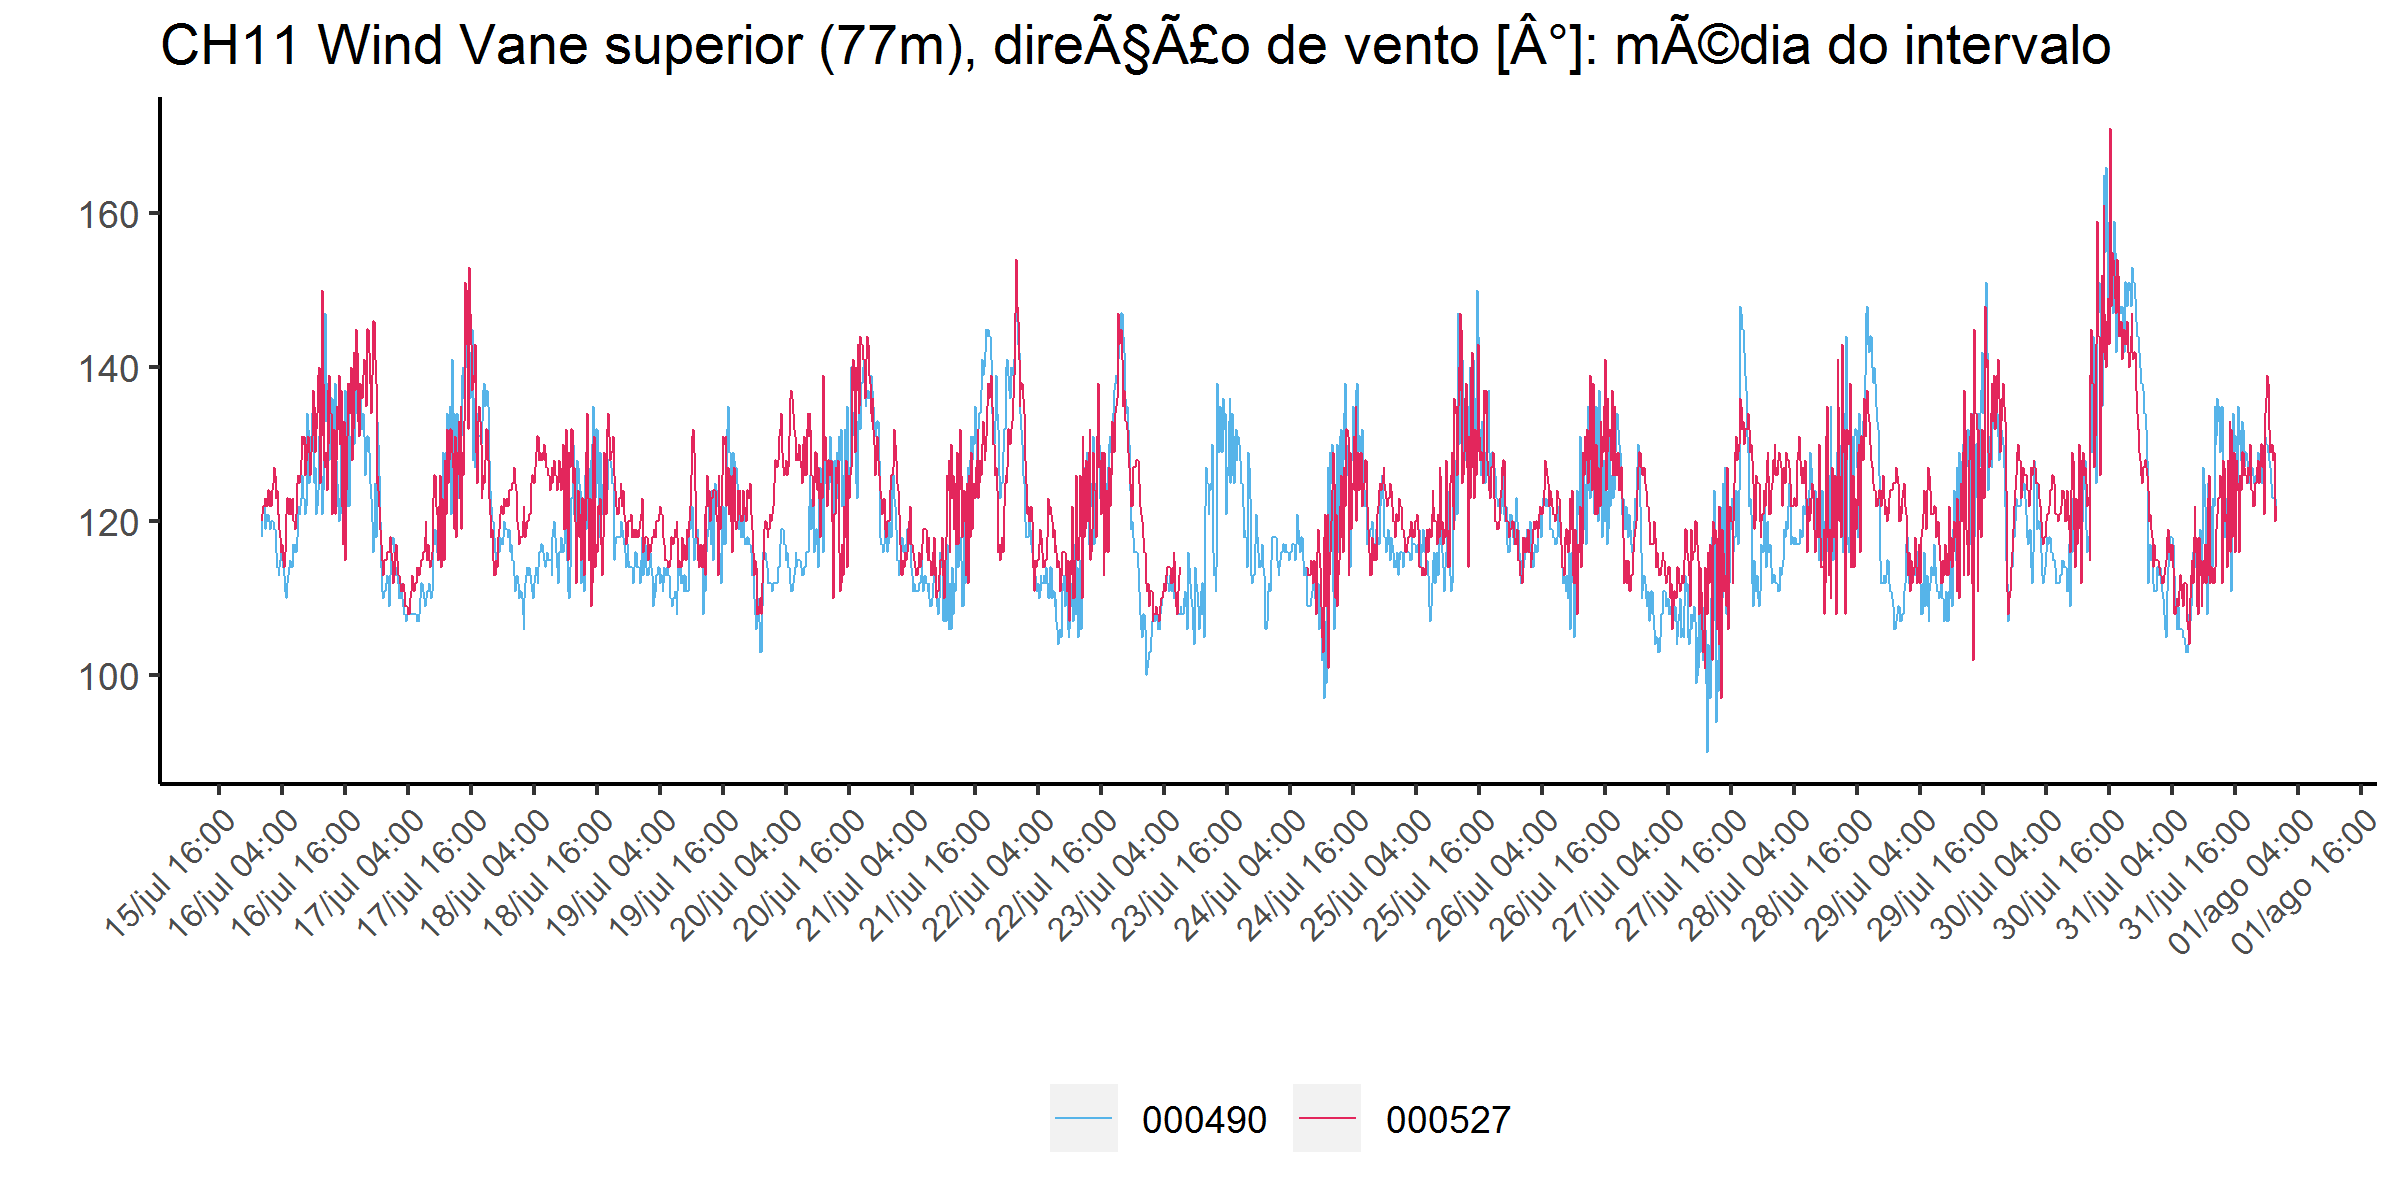 CH11 Wind Vane superior (77m), direÃ§Ã£o de vento [Â°]: mÃ©dia do intervalo
160
140
120
100
15/jul 16:00
16/jul 04:00
16/jul 16:00
17/jul 04:00
17/jul 16:00
18/jul 04:00
18/jul 16:00
19/jul 04:00
19/jul 16:00
20/jul 04:00
20/jul 16:00
21/jul 04:00
21/jul 16:00
22/jul 04:00
22/jul 16:00
23/jul 04:00
23/jul 16:00
24/jul 04:00
24/jul 16:00
25/jul 04:00
25/jul 16:00
26/jul 04:00
26/jul 16:00
27/jul 04:00
27/jul 16:00
28/jul 04:00
28/jul 16:00
29/jul 04:00
29/jul 16:00
30/jul 04:00
30/jul 16:00
31/jul 04:00
31/jul 16:00
01/ago 04:00
01/ago 16:00
000490
000527